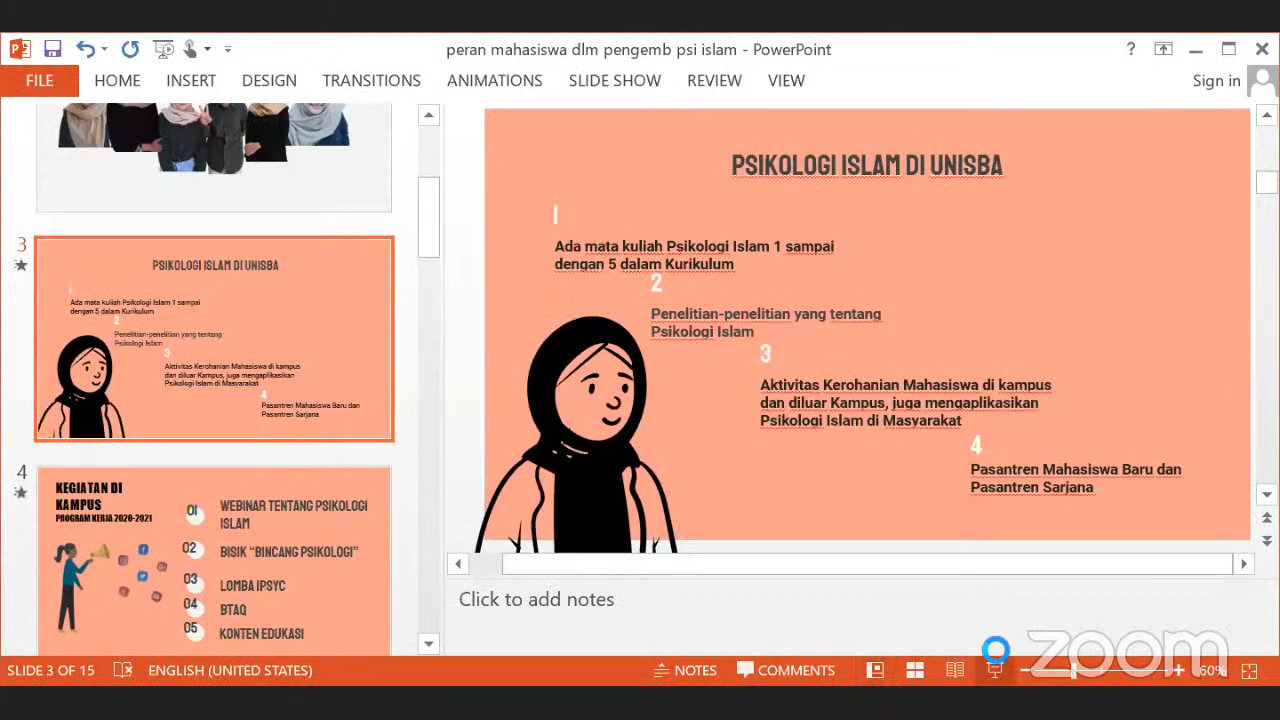 peran mahasiswa dlm pengemb psi islam - PowerPoint
?
FILE
HOME
INSERT
DESIGN
TRANSITIONS
ANIMATIONS
SLIDE SHOW
REVIEW
VIEW
Sign in
3
PSIKOLOGI ISLAM DI UNISBA
1
Ada mata kuliah Psikologi Islam 1 sampai
dengan 5 dalam Kurikulum
2
Penelitian-penelitian yang tentang
Psikologi Islam
3
Aktivitas Kerohanian Mahasiswa di kampus
dan diluar Kampus, juga mengaplikasikan
Psikologi Islam di Masyarakat
4
Pasantren Mahasiswa Baru dan
Pasantren Sarjana
4
KEGIATAN DI
KAMPUS
PROGRAM KERJA 2020-2021
01
WEBINAR TENTANG PSIKOLOGI
ISLAM
02
BISIK “BINCANG PSIKOLOGI”
03
LOMBA IPSYC
04
BTAQ
05
KONTEN EDUKASI
PSIKOLOGI ISLAM DI UNISBA
1
Ada mata kuliah Psikologi Islam 1 sampai
dengan 5 dalam Kurikulum
2
Penelitian-penelitian yang tentang
Psikologi Islam
3
Aktivitas Kerohanian Mahasiswa di kampus
dan diluar Kampus, juga mengaplikasikan
Psikologi Islam di Masyarakat
4
Pasantren Mahasiswa Baru dan
Pasantren Sarjana
Click to add notes
SLIDE 3 OF 15
ENGLISH (UNITED STATES)
NOTES
COMMENTS
60%
zoom